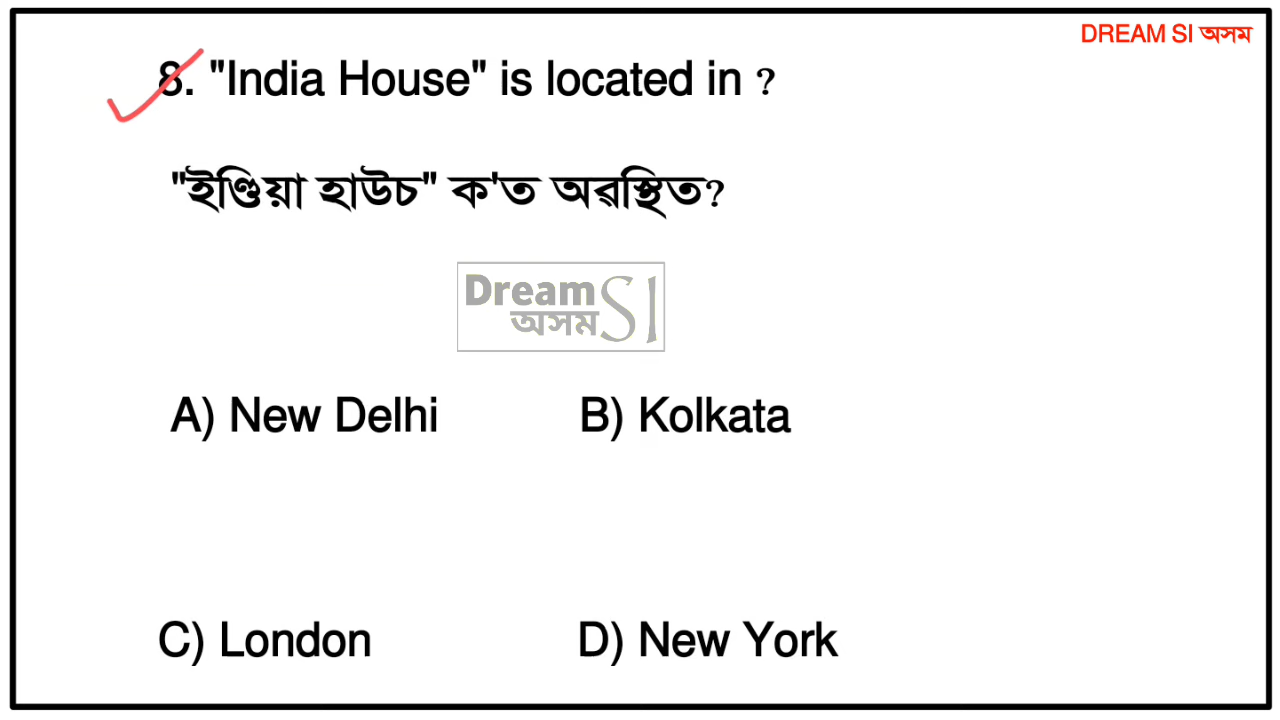 DREAM SI অসম
8. "India House" is located in ?
"ইণ্ডিয়া হাউচ" ক'ত অৱস্থিত?
Dream
অসম SI
A) New Delhi B) Kolkata
C) London D) New York